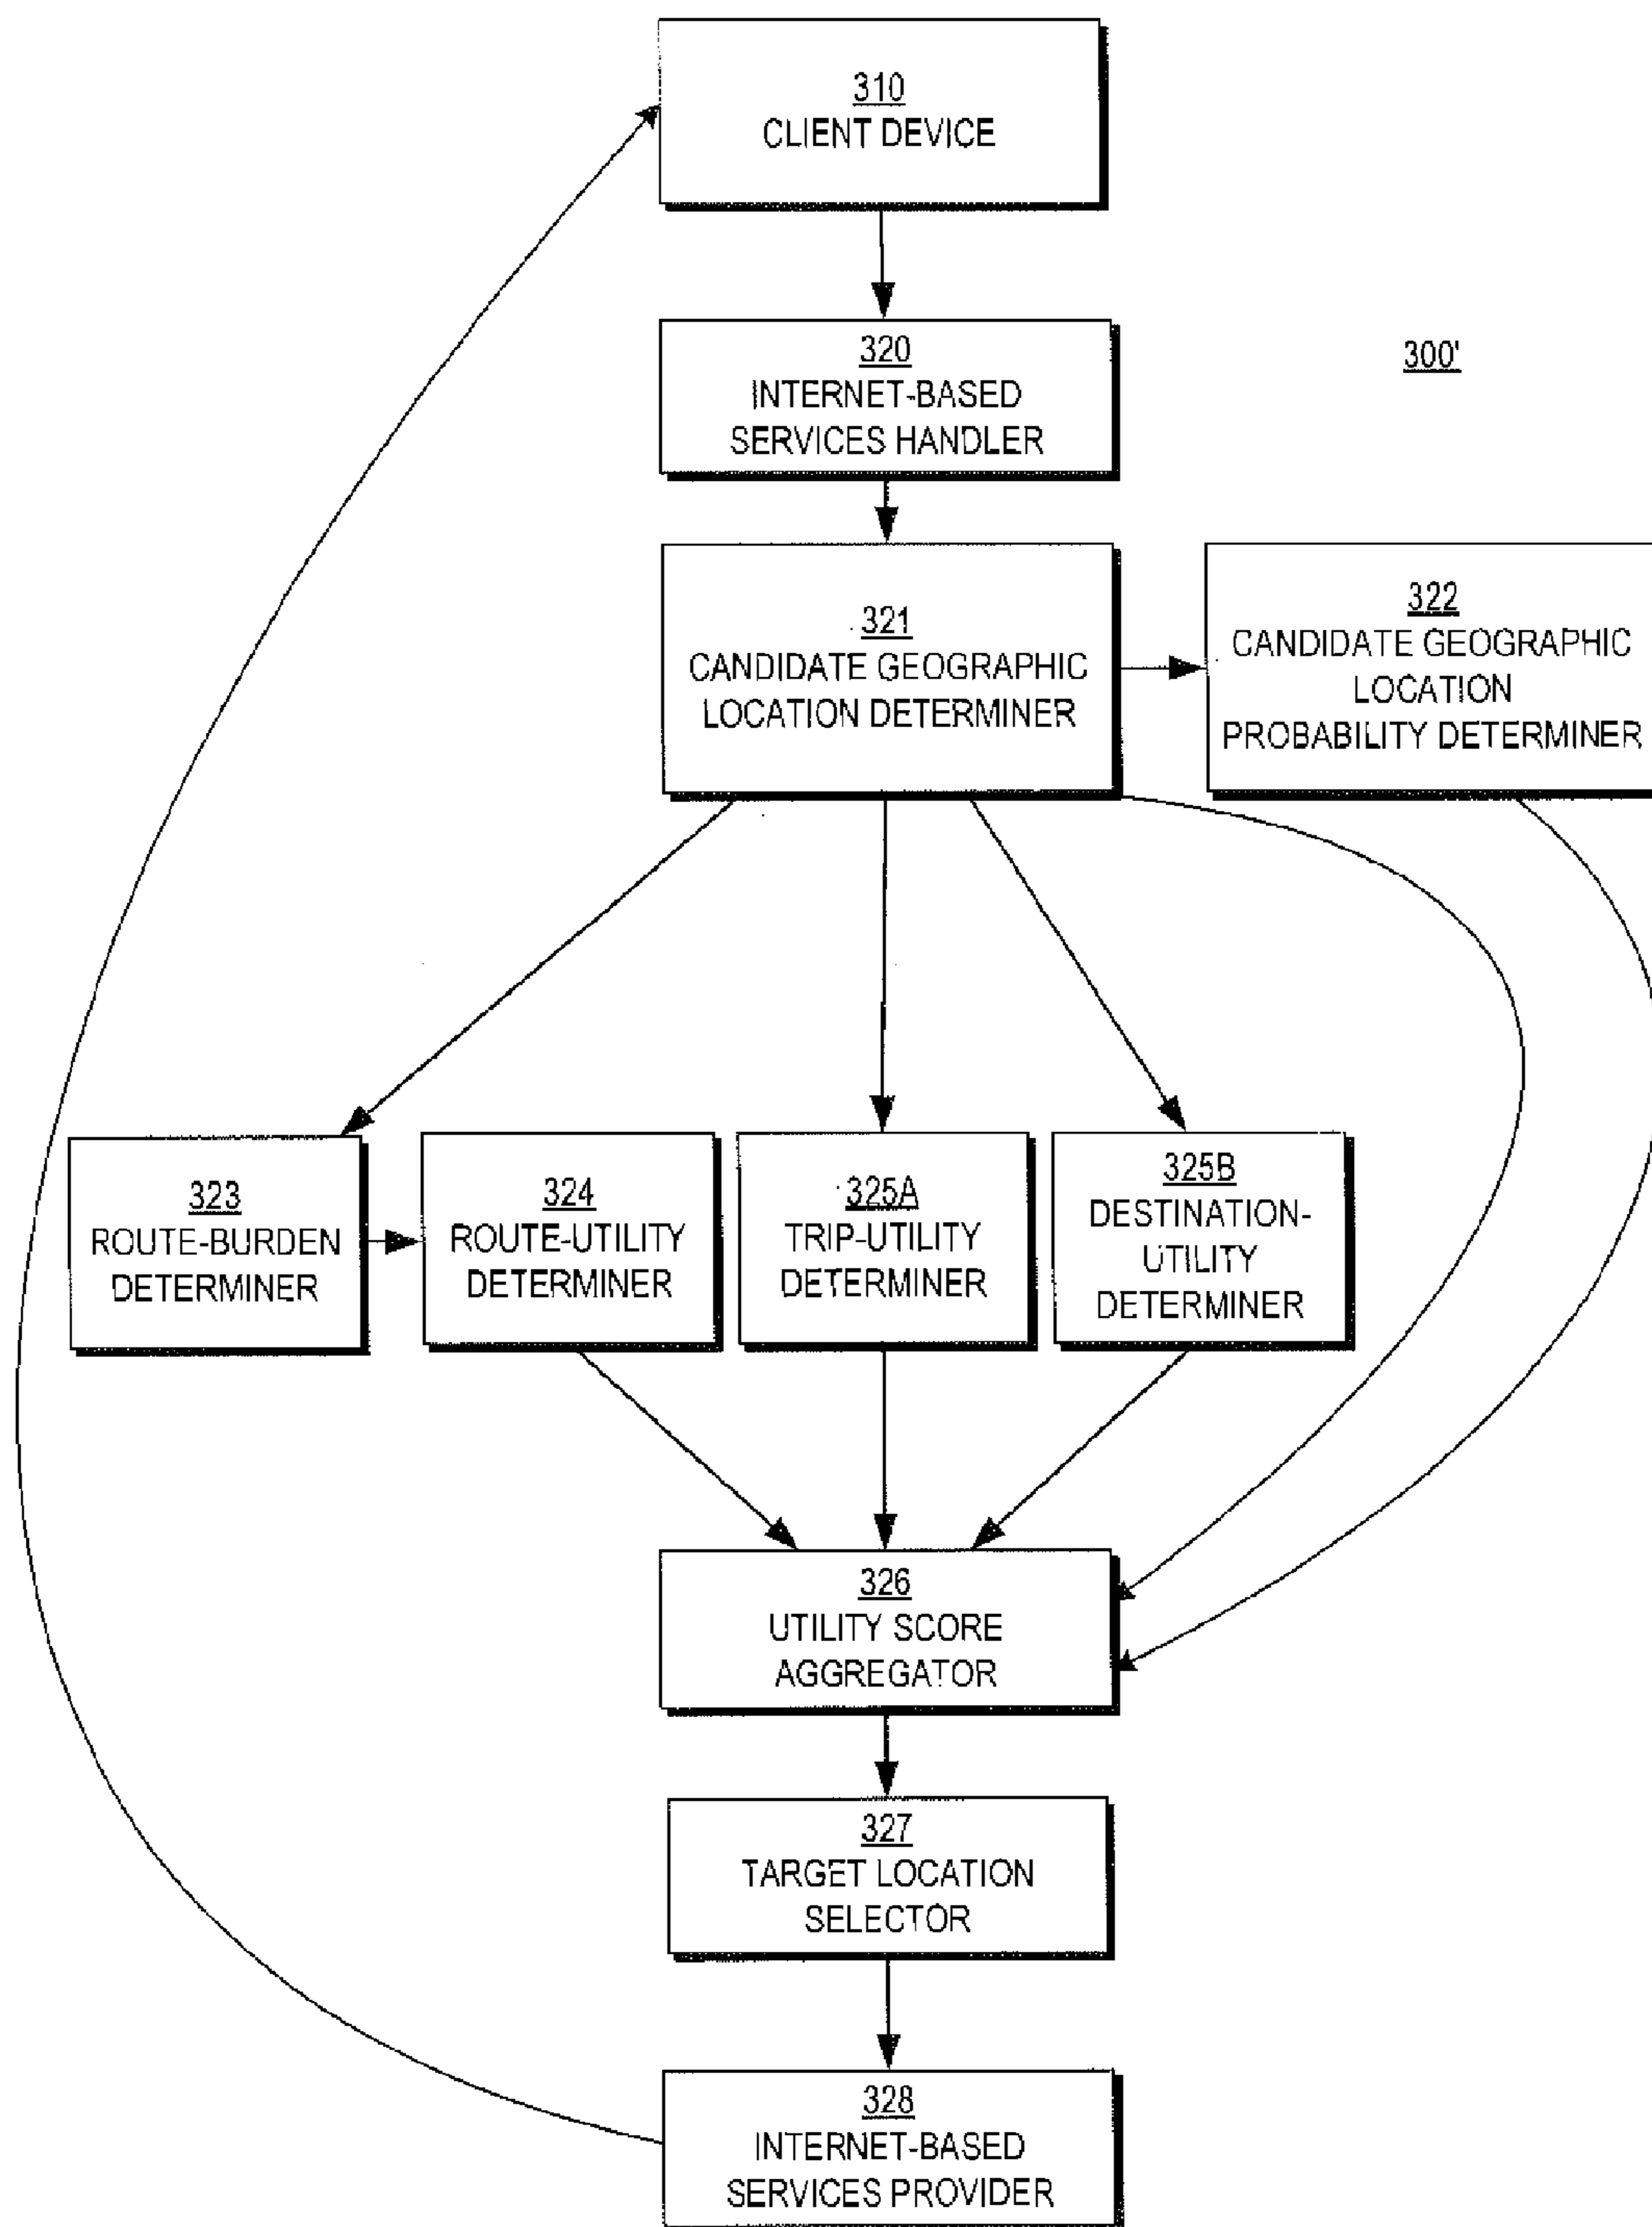 310
CLIENT DEVICE
320
INTERNET-BASED
SERVICES HANDLER
300'
321
CANDIDATE GEOGRAPHIC
LOCATION DETERMINER
322
CANDIDATE GEOGRAPHIC
LOCATION
PROBABILITY DETERMINER
323
ROUTE-BURDEN
DETERMINER
324
ROUTE-UTILITY
DETERMINER
325A
TRIP-UTILITY
DETERMINER
325B
DESTINATION-
UTILITY
DETERMINER
326
UTILITY SCORE
AGGREGATOR
327
TARGET LOCATION
SELECTOR
328
INTERNET-BASED
SERVICES PROVIDER